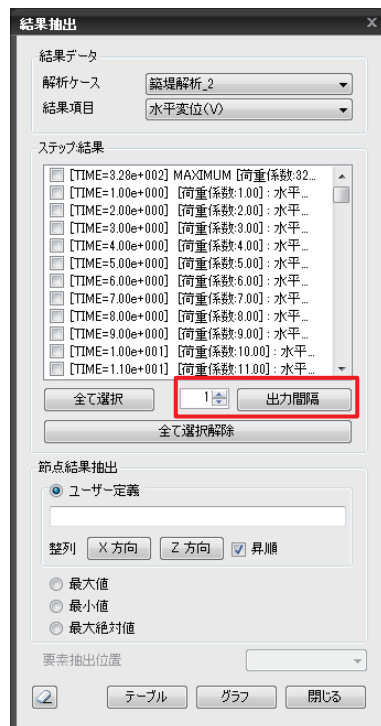 結果抽出 x
結果データ
解析ケース 築堤解析_2
結果項目 水平変位(V)
ステップ結果
[TIME=3.28e+002] MAXIMUM [荷重係数:32...
[TIME=1.00e+000] [荷重係数:1.00] : 水平...
[TIME=2.00e+000] [荷重係数:2.00] : 水平...
[TIME=3.00e+000] [荷重係数:3.00] : 水平...
[TIME=4.00e+000] [荷重係数:4.00] : 水平...
[TIME=5.00e+000] [荷重係数:5.00] : 水平...
[TIME=6.00e+000] [荷重係数:6.00] : 水平...
[TIME=7.00e+000] [荷重係数:7.00] : 水平...
[TIME=8.00e+000] [荷重係数:8.00] : 水平...
[TIME=9.00e+000] [荷重係数:9.00] : 水平...
[TIME=1.00e+001] [荷重係数:10.00] : 水平...
[TIME=1.10e+001] [荷重係数:11.00] : 水平...
全て選択 1 出力間隔
全て選択解除
節点結果抽出
ユーザー定義
整列 X 方向 Z 方向 昇順
最大値
最小値
最大絶対値
要素抽出位置
テーブル グラフ 閉じる